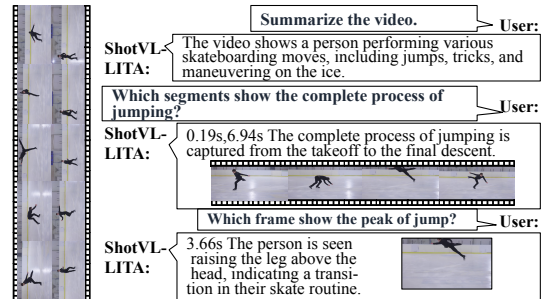 Summarize the video.
User:
ShotVL-
LITA:
The video shows a person performing various
skateboarding moves, including jumps, tricks, and
maneuvering on the ice.
Which segments show the complete process of
jumping?
User:
ShotVL-
LITA:
0.19s,6.94s The complete process of jumping is
captured from the takeoff to the final descent.
Which frame show the peak of jump?
User:
ShotVL-
LITA:
3.66s The person is seen
raising the leg above the
head, indicating a transi-
tion in their skate routine.